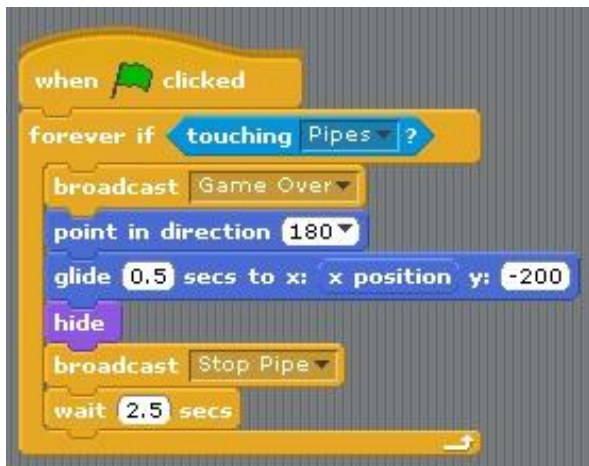 when clicked
forever if touching Pipes ?
broadcast Game Over
point in direction 180
glide 0.5 secs to x: x position y: -200
hide
broadcast Stop Pipe
wait 2.5 secs